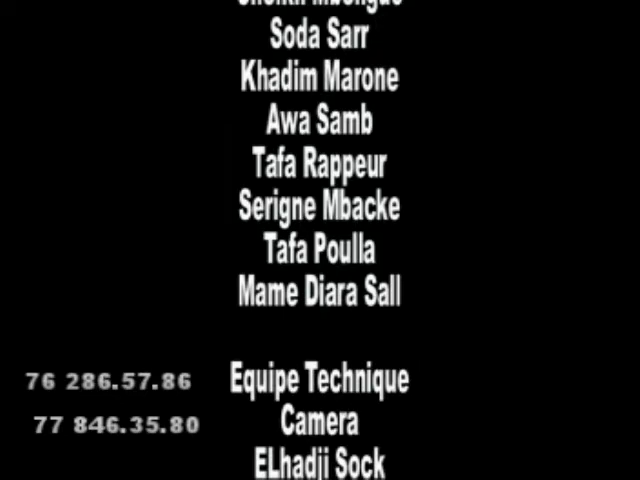 Soda Sarr
Khadim Marone
Awa Samb
Tafa Rappeur
Serigne Mbacke
Tafa Poulla
Mame Diara Sall
76 286.57.86 Equipe Technique
77 846.35.80 Camera
ELhadji Sock